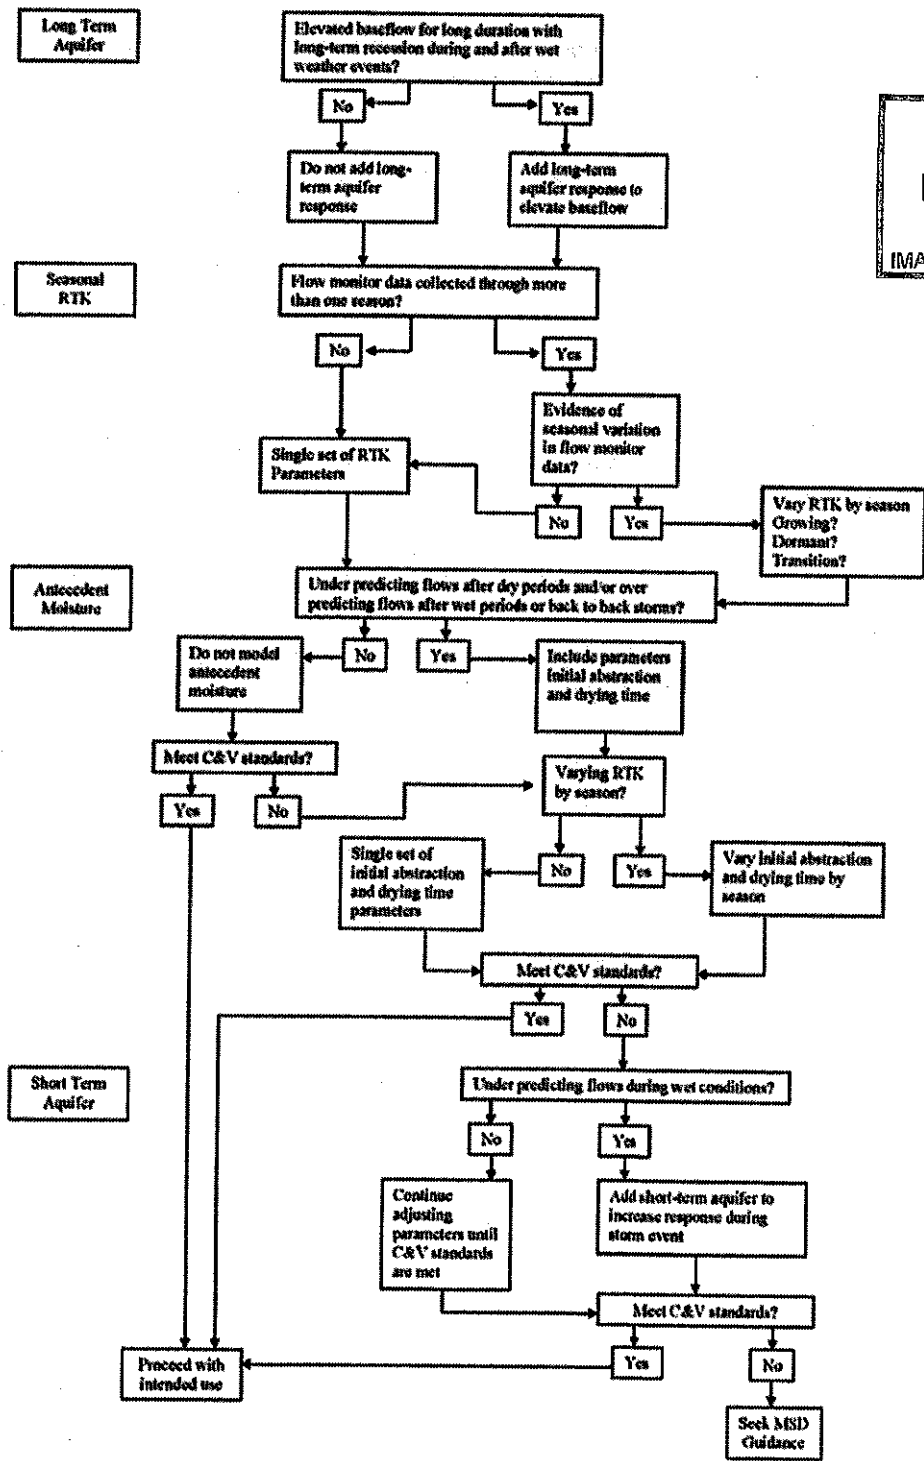 Long Term
Aquifer
Elevated baseflow for long duration with
long-term recession during and after wet
weather events?
No
Yes
Do not add long-
term aquifer
response
Add long-term
aquifer response to
elevate baseflow
IMA
Seasonal
RTK
Flow monitor data collected through more
than one season?
No
Yes
Evidence of
seasonal variation
in flow monitor
data?
Single set of RTK
Parameters
No
Yes
Vary RTK by season
Growing?
Dormant?
Transition?
Antecedent
Moisture
Under predicting flows after dry periods and/or over
predicting flows after wet periods or back to back storms?
No
Yes
Do not model
antecedent
moisture
Include parameters
initial abstraction
and drying time
Meet C&V standards?
Yes
No
Varying RTK
by season?
No
Yes
Single set of
initial abstraction
and drying time
parameters
Vary initial abstraction
and drying time by
season
Meet C&V standards?
Yes
No
Short Term
Aquifer
Under predicting flows during wet conditions?
No
Yes
Continue
adjusting
parameters until
C&V standards
are met
Add short-term aquifer to
increase response during
storm event
Meet C&V standards?
Yes
No
Proceed with
intended use
Seek MSD
Guidance